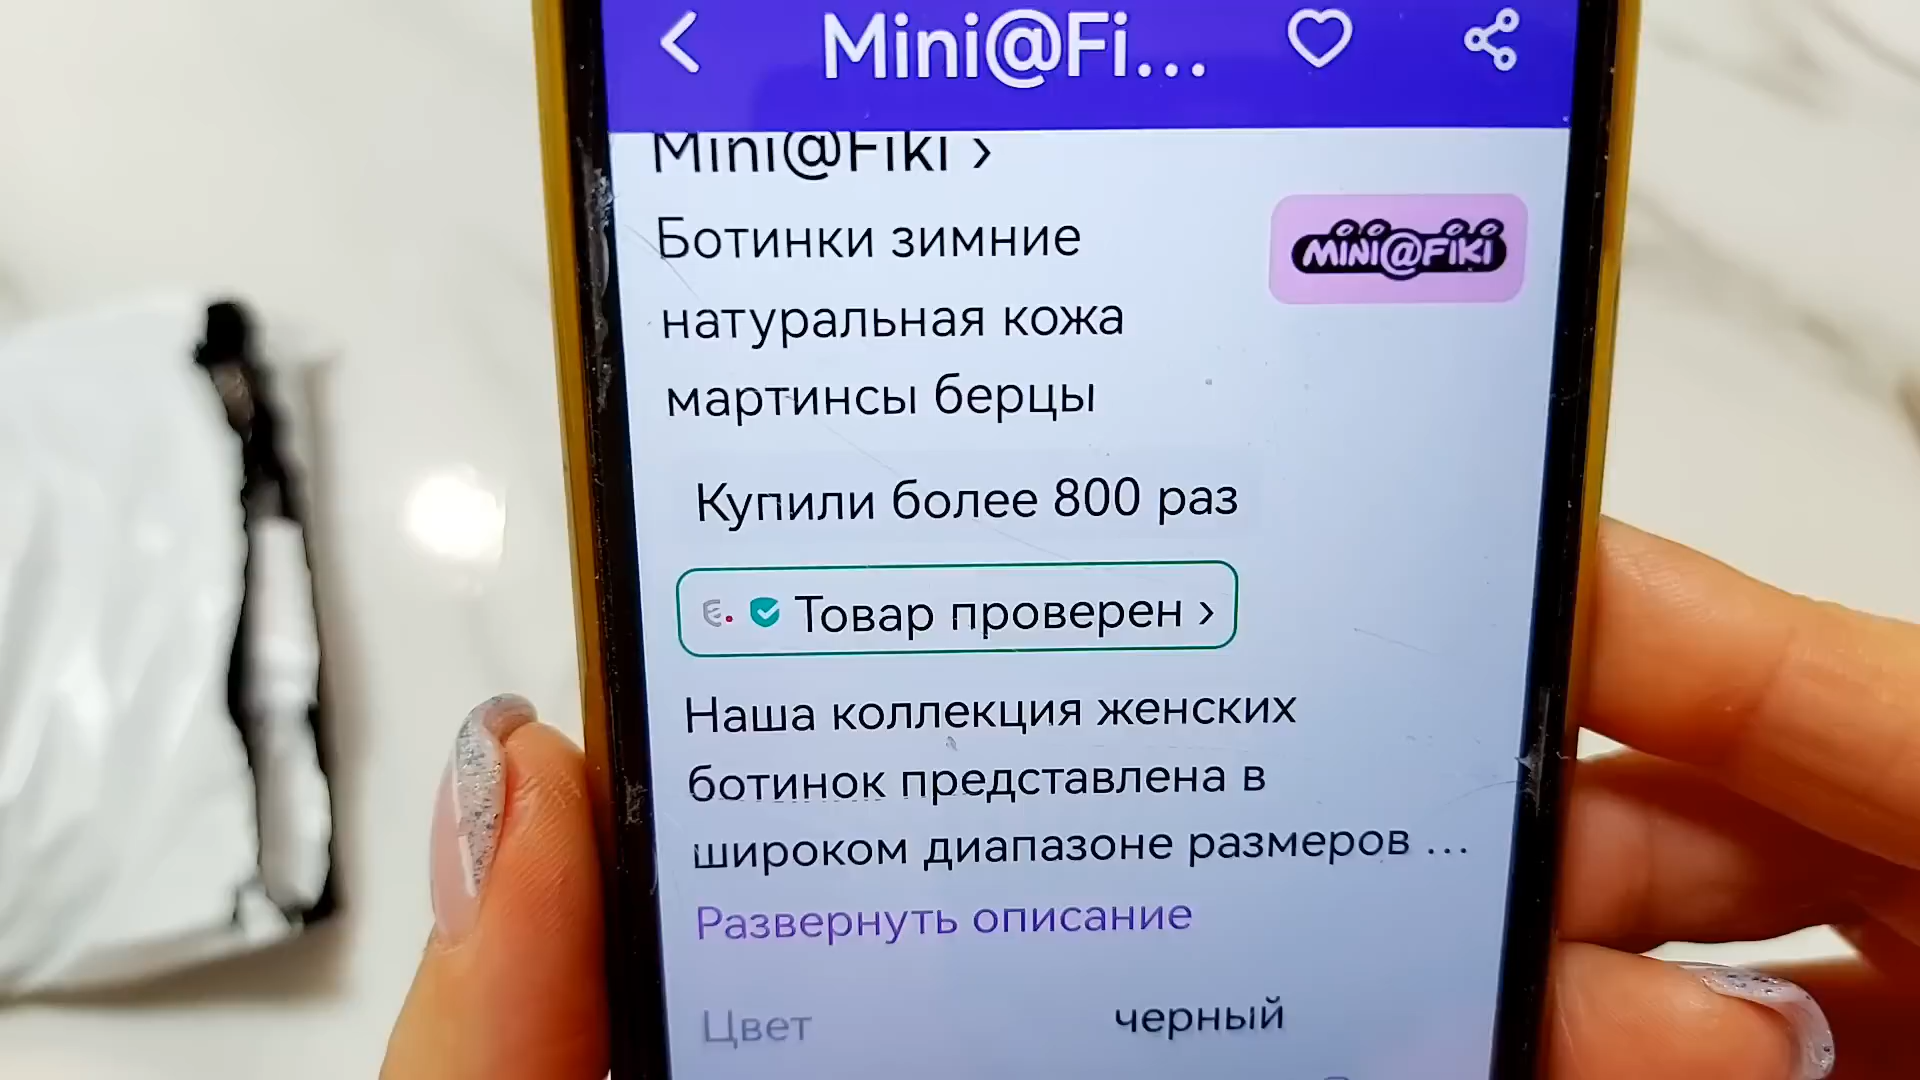 Mini@Fi...
Mini@Fiki ›
MINI@FIKI
Ботинки зимние
натуральная кожа
мартинсы берцы
Купили более 800 раз
Є. Товар проверен ›
Наша коллекция женских
ботинок представлена в
широком диапазоне размеров ...
Развернуть описание
Цвет черный